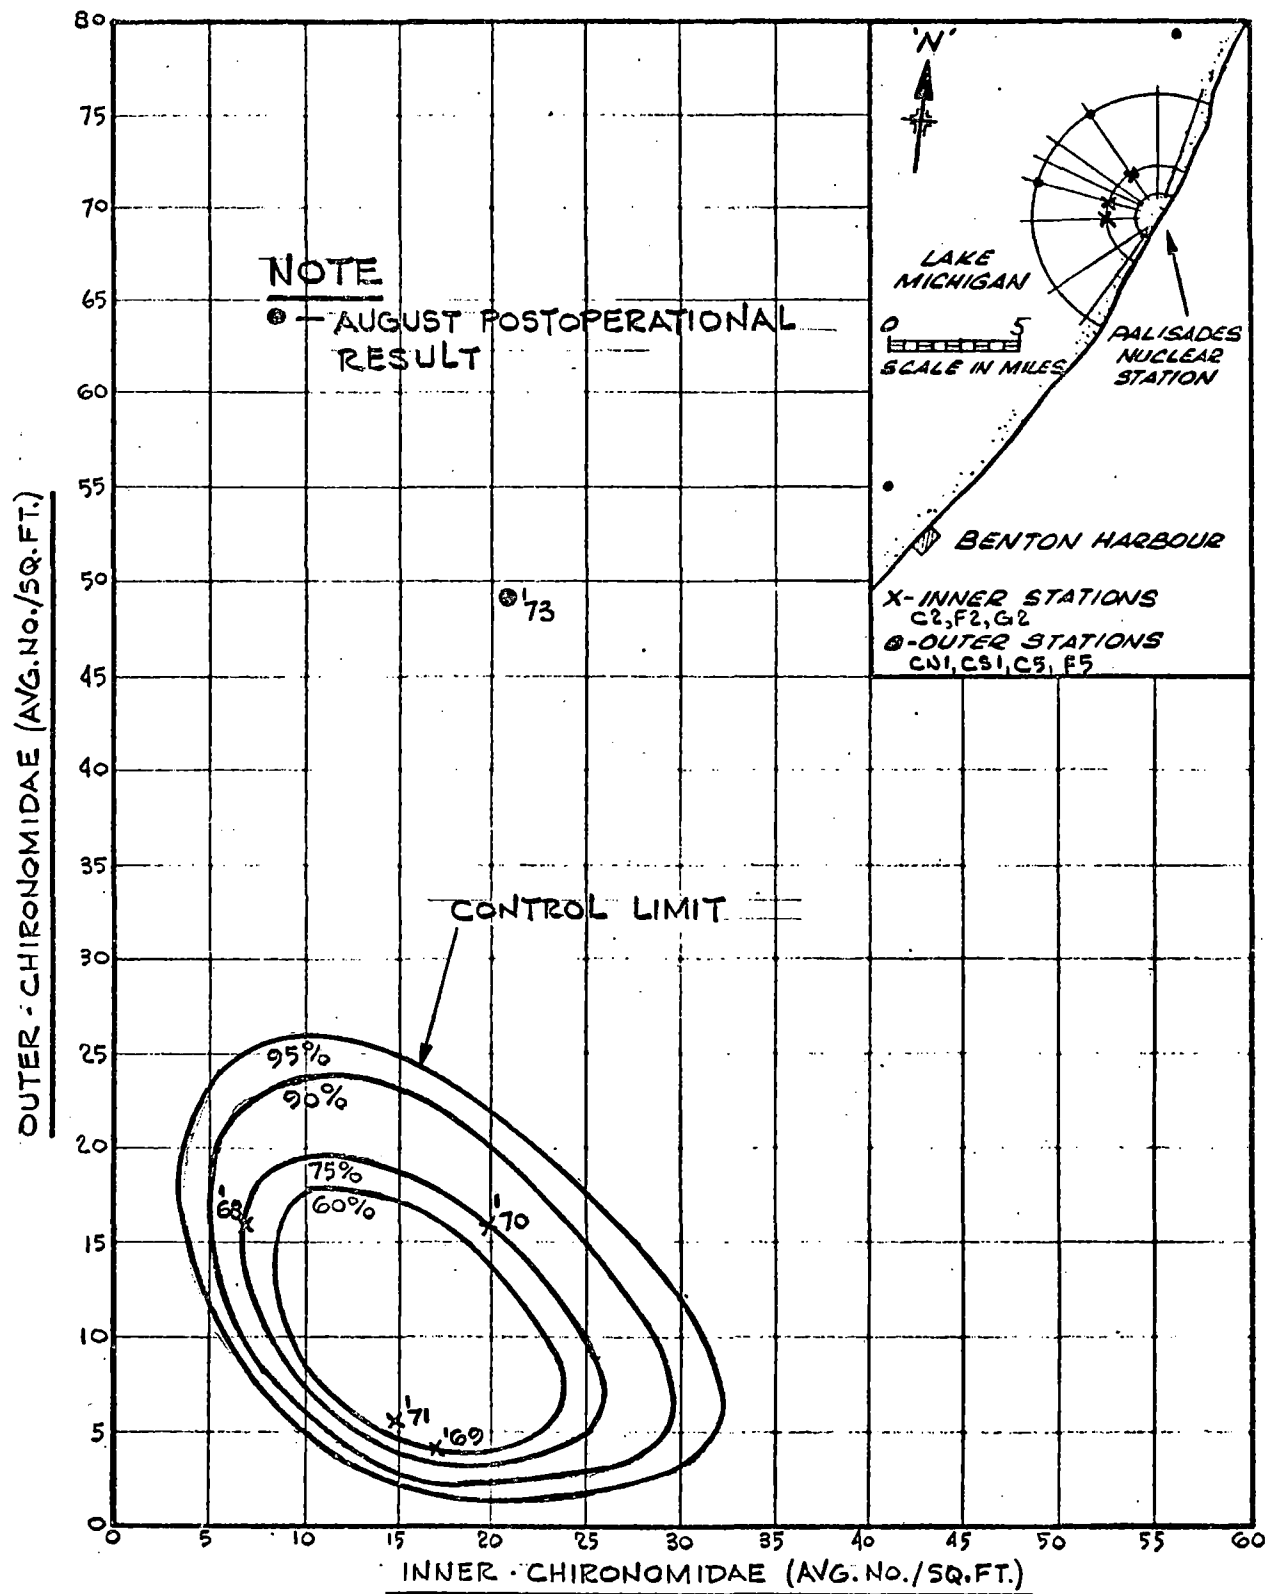 80
75
70
65
60
55
50
45
40
35
30
25
20
15
10
5
0
OUTER - CHIRONOMIDAE (AVG.NO./SQ.FT.)
NOTE
● - AUGUST POSTOPERATIONAL
RESULT
'73
CONTROL LIMIT
95%
90%
75%
60%
'68
'70
'71
'69
0 5 10 15 20 25 30 35 40 45 50 55 60
INNER - CHIRONOMIDAE (AVG. NO./SQ.FT.)
'N'
LAKE
MICHIGAN
0 5
SCALE IN MILES
PALISADES
NUCLEAR
STATION
BENTON HARBOUR
X-INNER STATIONS
C2, F2, G2
●-OUTER STATIONS
CN1, CS1, C5, F5